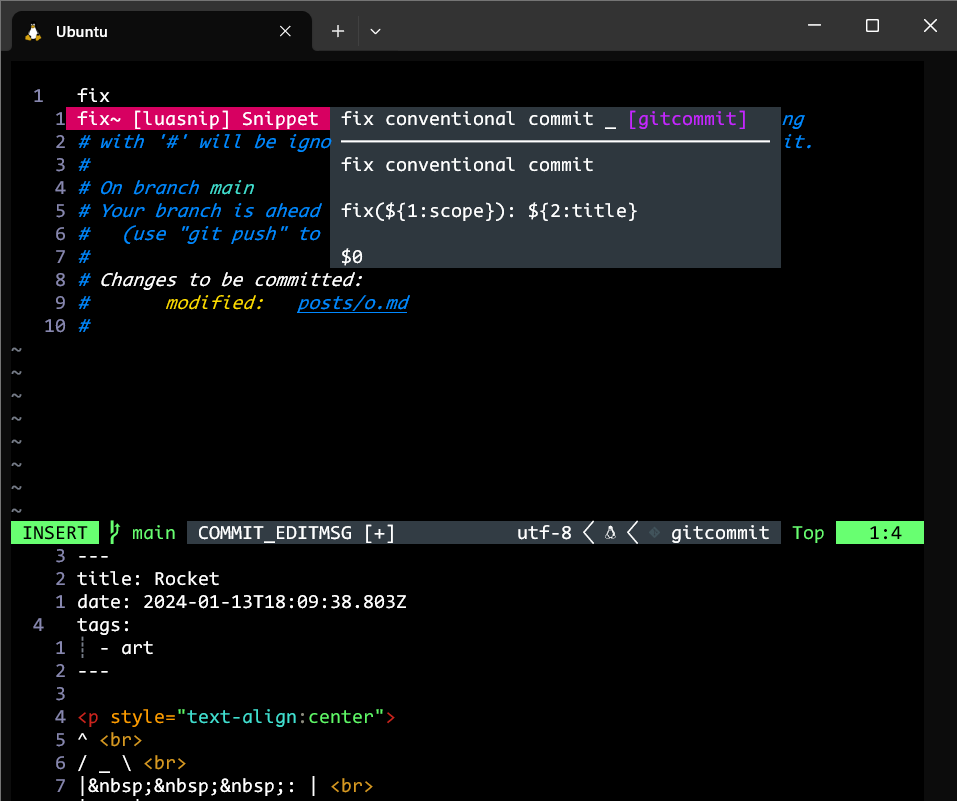 Ubuntu
1 fix
1 fix~ [luasnip] Snippet fix conventional commit _ [gitcommit] ng
2 # with '#' will be igno it.
3 # fix conventional commit
4 # On branch main
5 # Your branch is ahead fix(${1:scope}): ${2:title}
6 # (use "git push" to
7 # $0
8 # Changes to be committed:
9 # modified: posts/o.md
10 #
~
~
~
~
~
~
~
~
INSERT main COMMIT_EDITMSG [+] utf-8 gitcommit Top 1:4
3 ---
2 title: Rocket
1 date: 2024-01-13T18:09:38.803Z
4 tags:
1 - art
2 ---
3
4 <p style="text-align:center">
5 ^ <br>
6 / _ \ <br>
7 |&nbsp;&nbsp;&nbsp;: | <br>